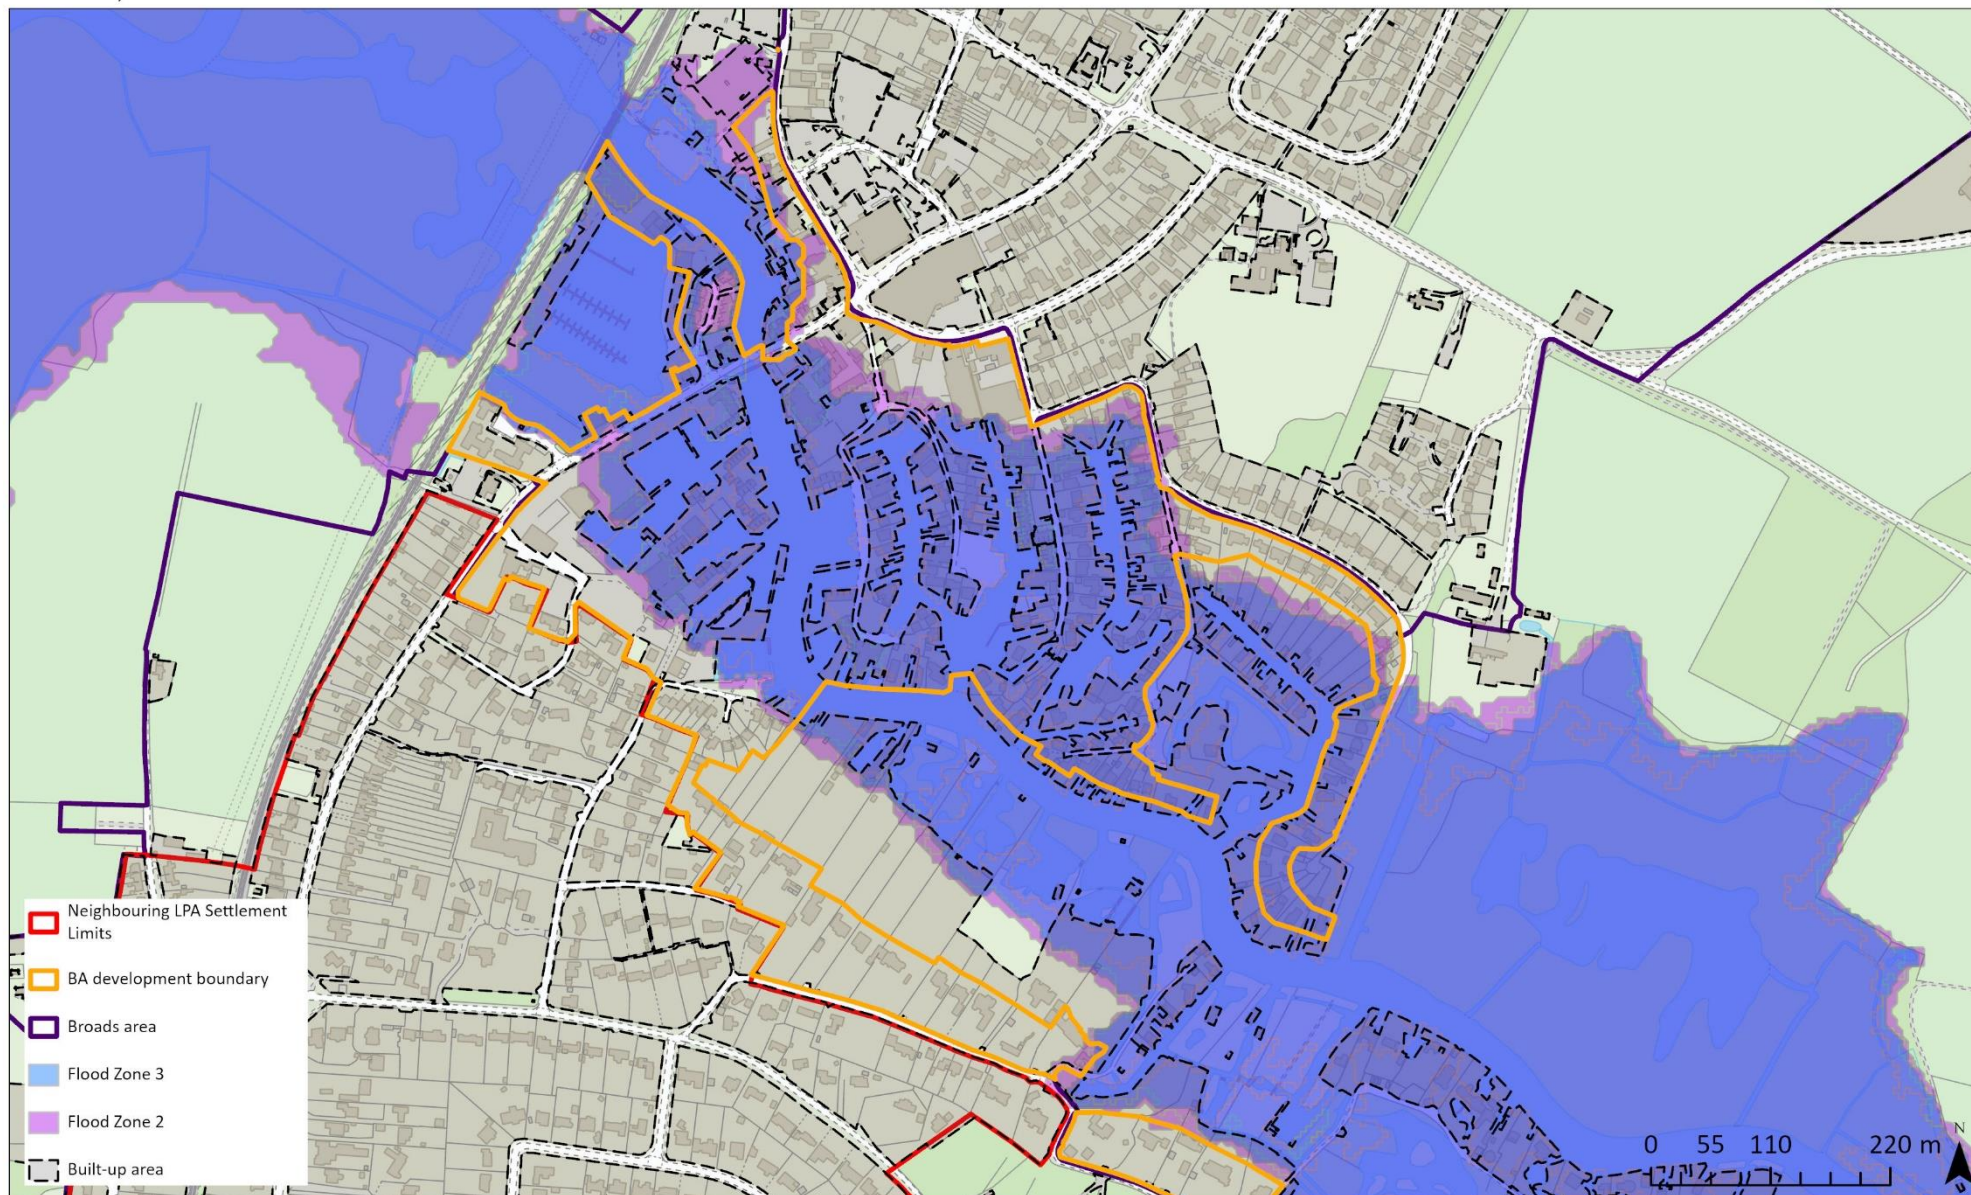 Neighbouring LPA Settlement
Limits
BA development boundary
Broads area
Flood Zone 3
Flood Zone 2
Built-up area
N
0 55 110 220 m